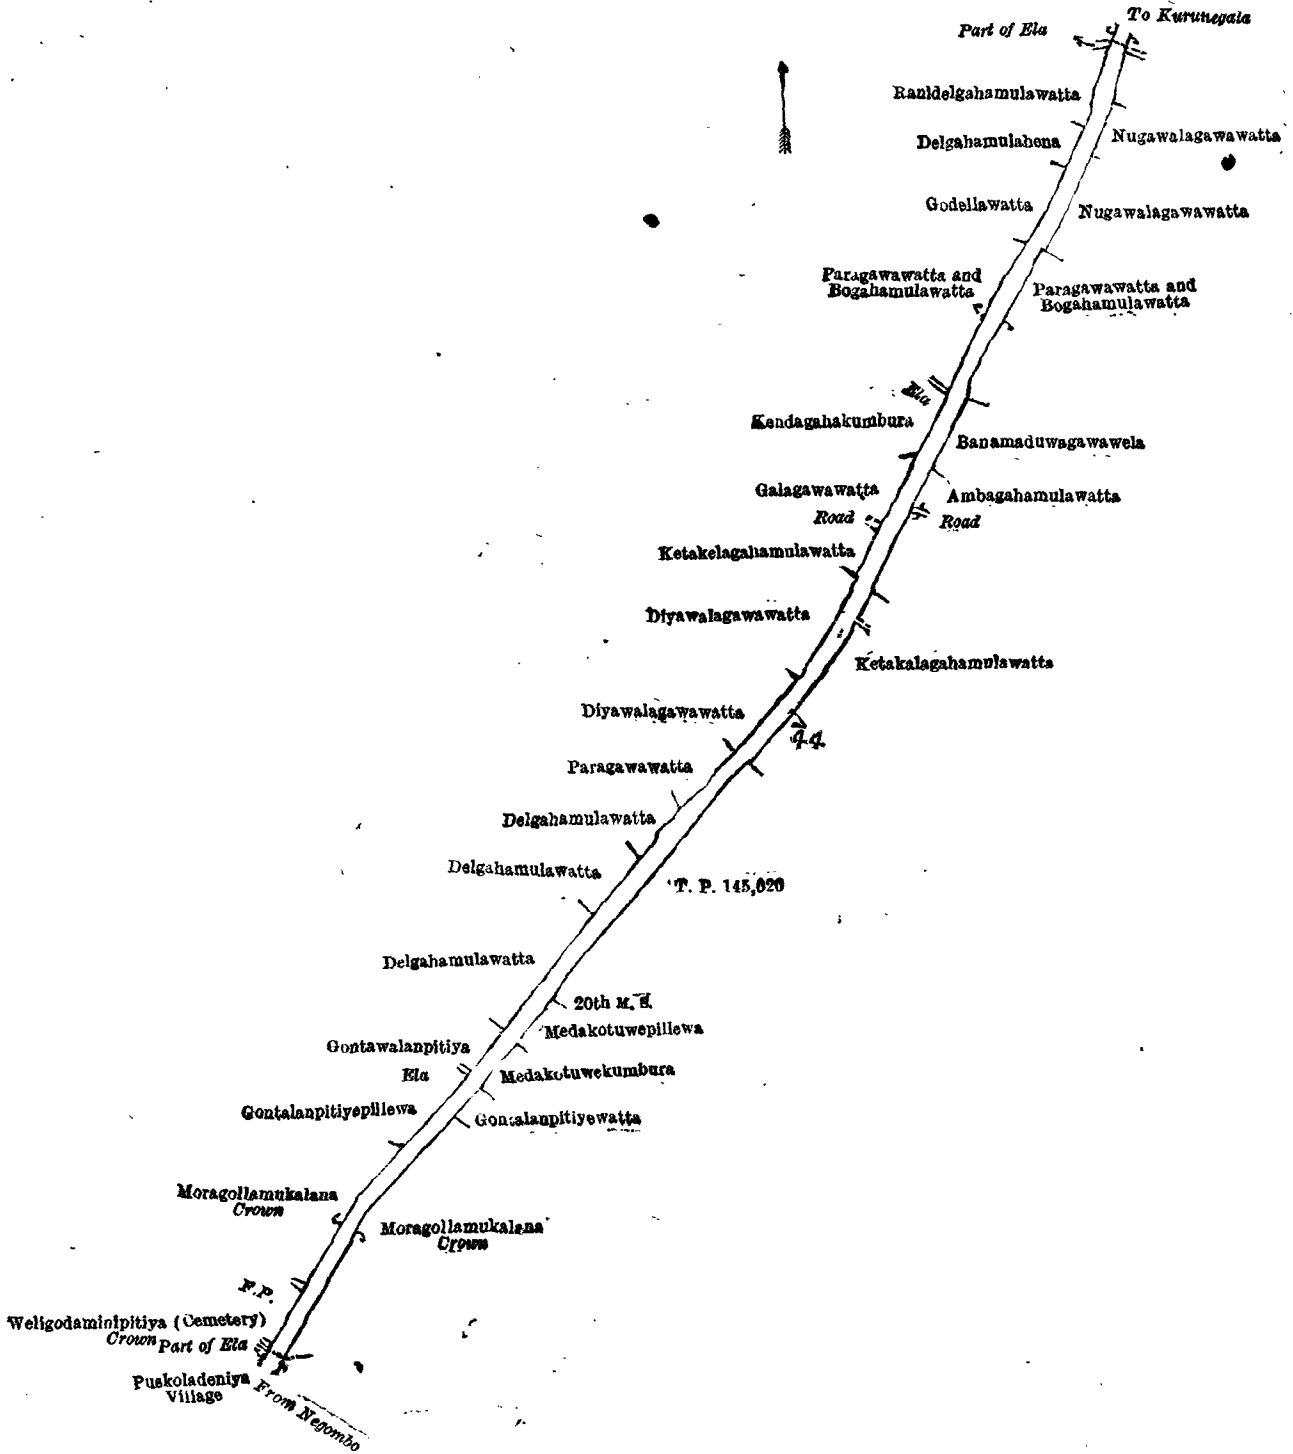 To Kurunegala
Part of Ela
Ranidelgahamulawatta
Delgahamulahena
Nugawalagawawatta
Godellawatta
Nugawalagawawatta
Paragawawatta and
Bogahamulawatta
Paragawawatta and
Bogahamulawatta
Ela
Kendagahakumbura
Banamaduwagawawela
Galagawawatta
Ambagahamulawatta
Road
Road
Ketakelagahamulawatta
Diyawalagawawatta
Ketakalagahamulawatta
Diyawalagawawatta
44
Paragawawatta
Delgahamulawatta
Delgahamulawatta
T. P. 145,620
Delgahamulawatta
20th M. S.
Medakotuwepillewa
Gontawalanpitiya
Ela
Medakotuwekumbura
Gontalanpitiyepillewa
Gontalanpitiyewatta
Moragollamukalana
Crown
Moragollamukalana
Crown
F.P.
Weligodaminipitiya (Cemetery)
Crown
Part of Ela
Puskoladeniya
Village
From Negombo